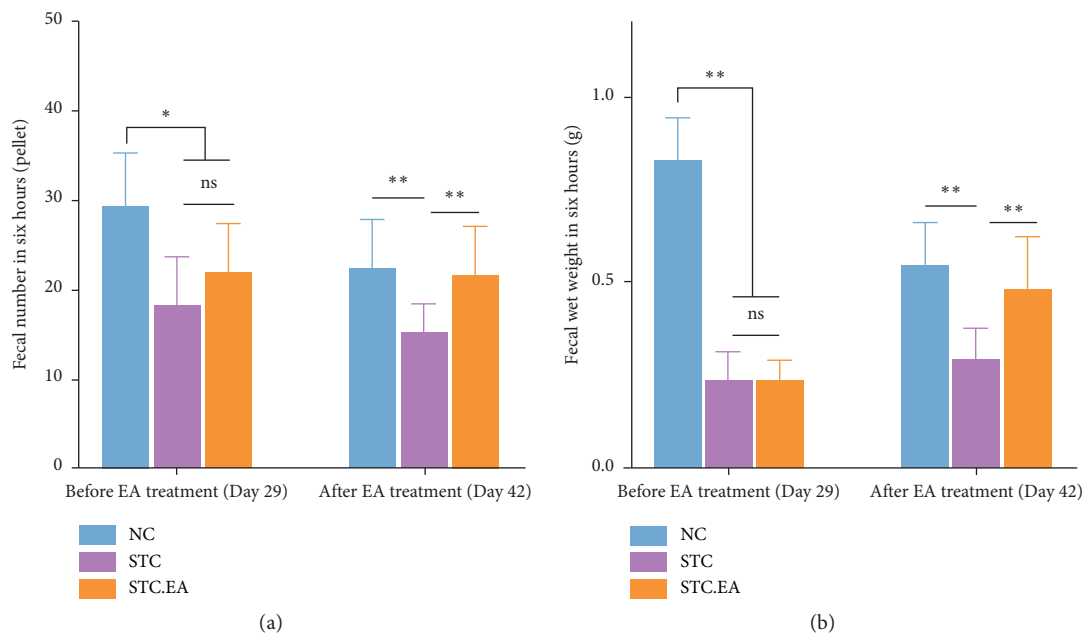 50
40
30
20
10
0
Fecal number in six hours (pellet)
*
ns
**
**
Before EA treatment (Day 29)
After EA treatment (Day 42)
NC
STC
STC.EA
(a)
1.0
0.5
0.0
Fecal wet weight in six hours (g)
**
ns
**
**
Before EA treatment (Day 29)
After EA treatment (Day 42)
NC
STC
STC.EA
(b)